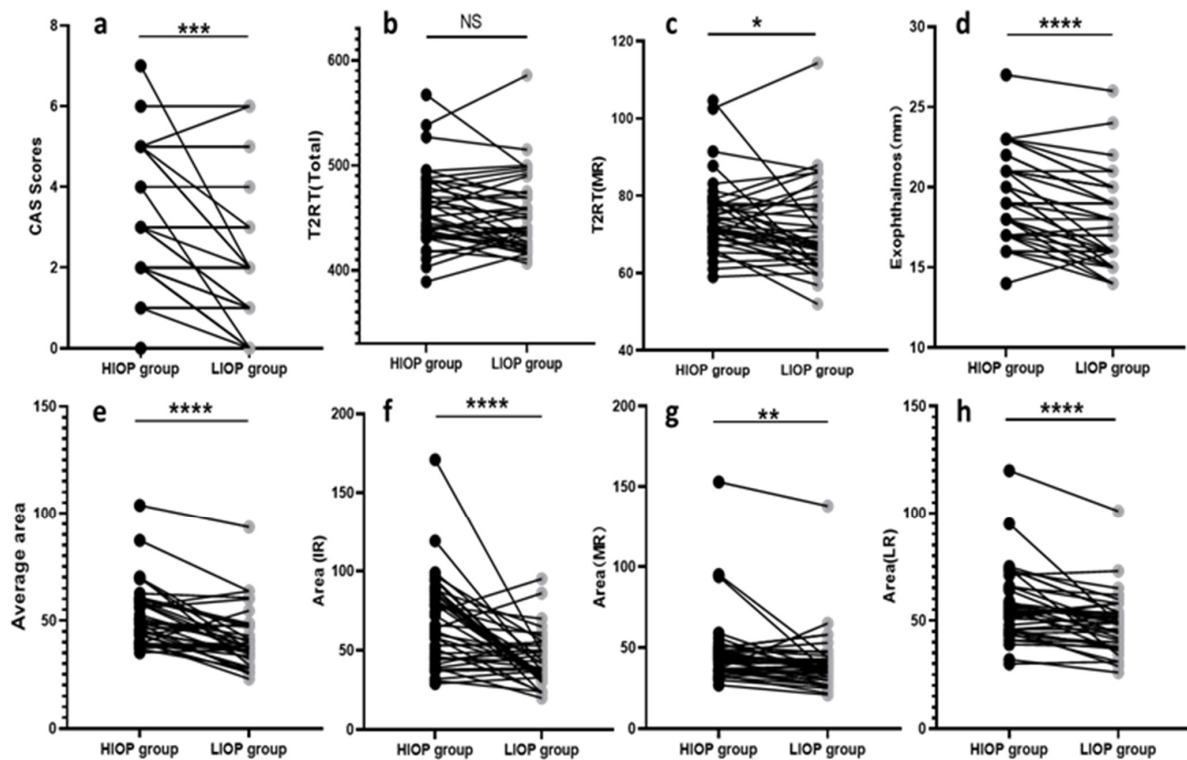 a
***
CAS Scores
8
6
4
2
0
HIOP group LIOP group
b
NS
T2RT(Total)
600
500
400
HIOP group LIOP group
c
*
T2RT(MR)
120
100
80
60
40
HIOP group LIOP group
d
****
Exophthalmos (mm)
30
25
20
15
10
HIOP group LIOP group
e
****
Average area
150
100
50
0
HIOP group LIOP group
f
****
Area (IR)
200
150
100
50
0
HIOP group LIOP group
g
**
Area (MR)
200
150
100
50
0
HIOP group LIOP group
h
****
Area(LR)
150
100
50
0
HIOP group LIOP group